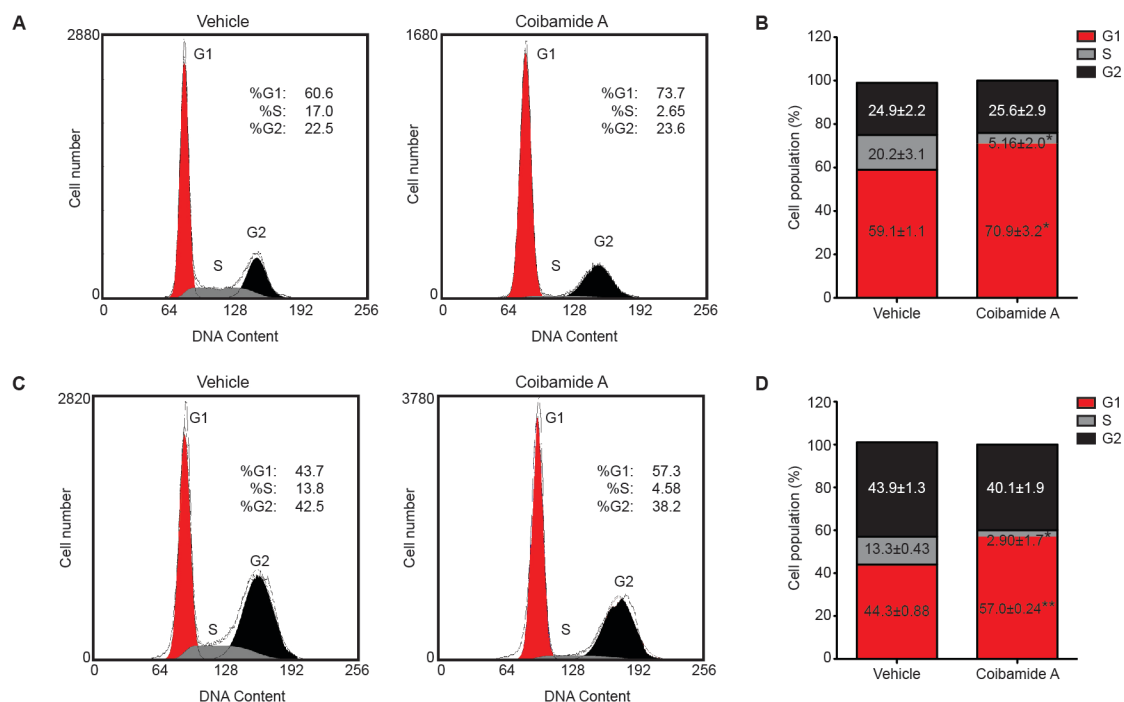 A
Vehicle
2880
G1
%G1: 60.6
%S: 17.0
%G2: 22.5
S
G2
Cell number
0
0 64 128 192 256
DNA Content
Coibamide A
1680
G1
73.7
2.65
23.6
S
G2
Cell number
0
0 64 128 192 256
DNA Content
B
120
100
80
60
40
20
0
Cell population (%)
24.9±2.2
20.2±3.1
59.1±1.1
25.6±2.9
5.16±2.0*
70.9±3.2*
Vehicle Coibamide A
G1
S
G2
C
Vehicle
2820
G1
%G1: 43.7
%S: 13.8
%G2: 42.5
S
G2
Cell number
0
0 64 128 192 256
DNA Content
Coibamide A
3780
G1
%G1: 57.3
%S: 4.58
%G2: 38.2
S
G2
Cell number
0
0 64 128 192 256
DNA Content
D
120
100
80
60
40
20
0
Cell population (%)
43.9±1.3
13.3±0.43
44.3±0.88
40.1±1.9
2.90±1.7*
57.0±0.24**
Vehicle Coibamide A
G1
S
G2